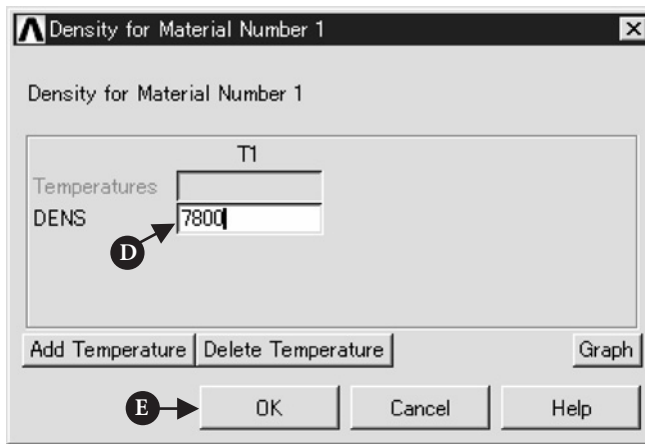 Density for Material Number 1
Density for Material Number 1
T1
Temperatures
DENS 7800
D
Add Temperature Delete Temperature Graph
E OK Cancel Help